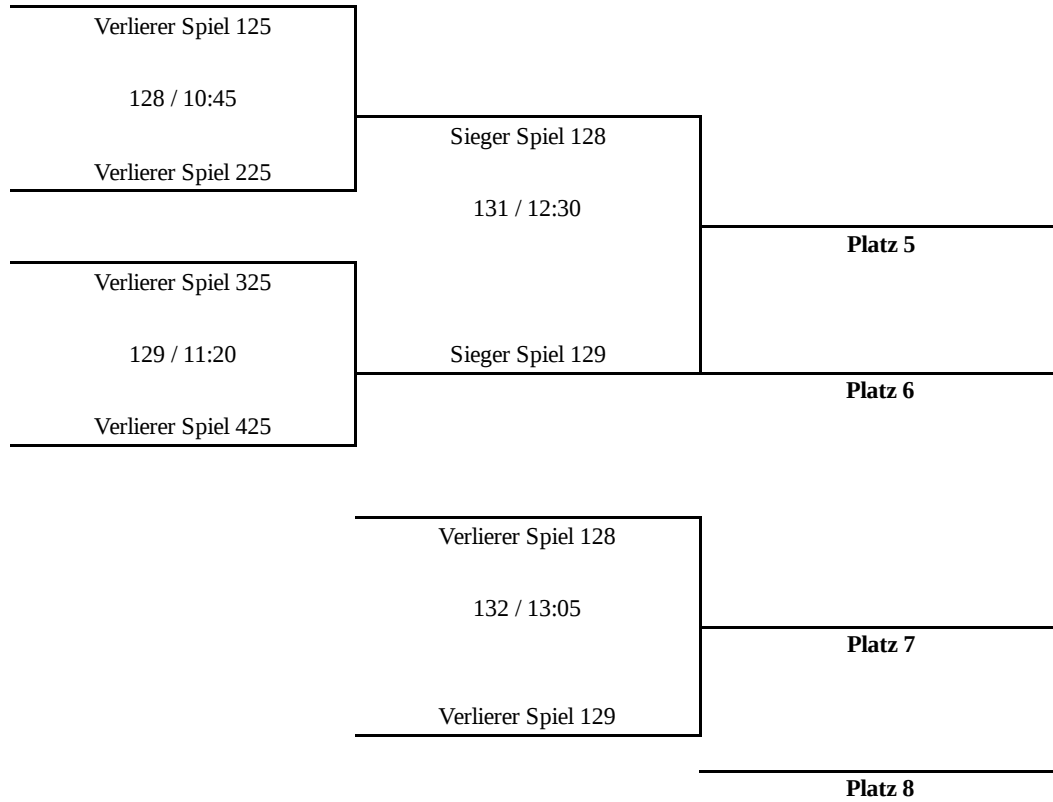 Verlierer Spiel 125
128 / 10:45
Sieger Spiel 128
Verlierer Spiel 225
131 / 12:30
Platz 5
Verlierer Spiel 325
129 / 11:20
Sieger Spiel 129
Platz 6
Verlierer Spiel 425
Verlierer Spiel 128
132 / 13:05
Platz 7
Verlierer Spiel 129
Platz 8